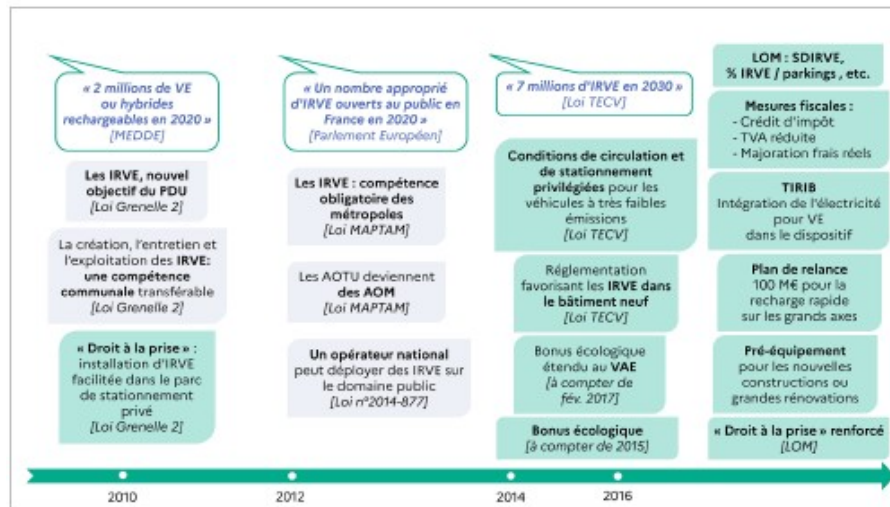 « 2 millions de VE
ou hybrides
rechargeables en 2020 »
[MEDDE]
Les IRVE, nouvel
objectif du PDU
[Loi Grenelle 2]
La création, l'entretien et
l'exploitation des IRVE:
une compétence
communale transférable
[Loi Grenelle 2]
« Droit à la prise » :
installation d'IRVE
facilitée dans le parc
de stationnement
privé
[Loi Grenelle 2]
« Un nombre approprié
d'IRVE ouverts au public en
France en 2020 »
[Parlement Européen]
Les IRVE : compétence
obligatoire des
métropoles
[Loi MAPTAM]
Les AOTU deviennent
des AOM
[Loi MAPTAM]
Un opérateur national
peut déployer des IRVE sur
le domaine public
[Loi n°2014-877]
« 7 millions d'IRVE en 2030 »
[Loi TECV]
Conditions de circulation et
de stationnement
privilégiées pour les
véhicules à très faibles
émissions
[Loi TECV]
Réglementation
favorisant les IRVE dans
le bâtiment neuf
[Loi TECV]
Bonus écologique
étendu au VAE
[à compter de
fév. 2017]
Bonus écologique
[à compter de 2015]
LOM : SDIRVE,
% IRVE / parkings , etc.
Mesures fiscales :
- Crédit d'impôt
- TVA réduite
- Majoration frais réels
TIRIB
Intégration de l'électricité
pour VE
dans le dispositif
Plan de relance
100 M€ pour la
recharge rapide
sur les grands axes
Pré-équipement
pour les nouvelles
constructions ou
grandes rénovations
« Droit à la prise » renforcé
[LOM]
2010
2012
2014
2016